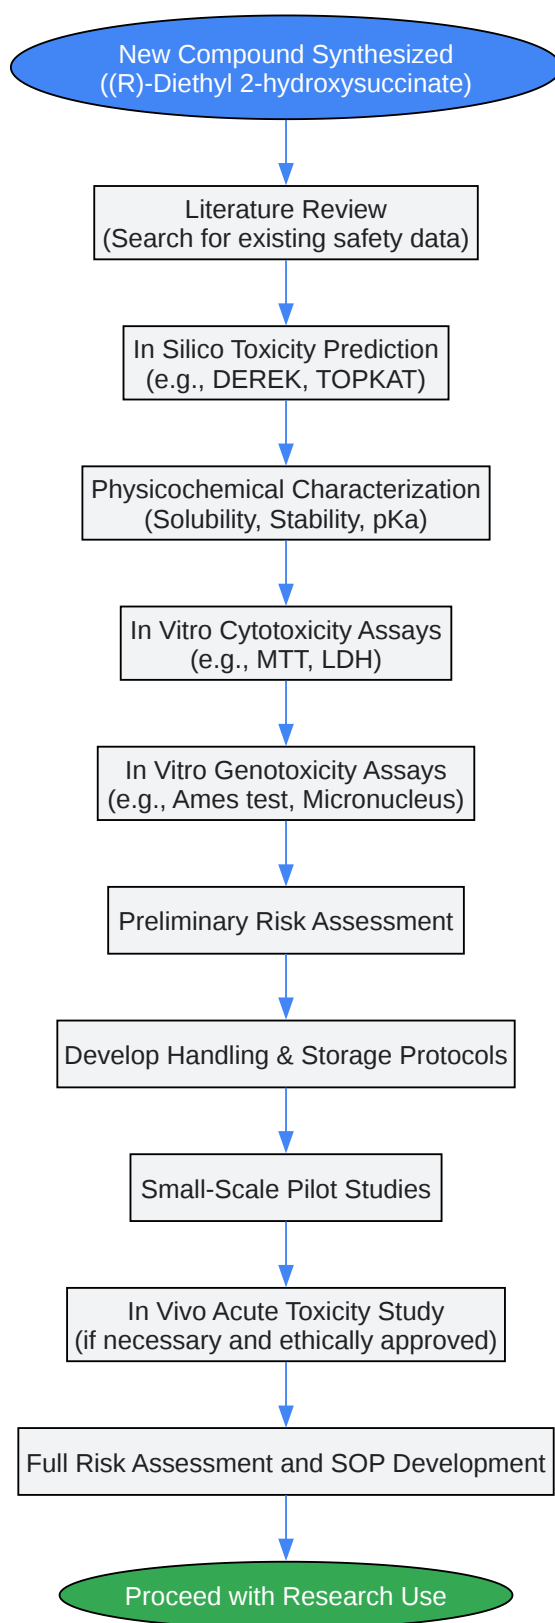 New Compound Synthesized
((R)-Diethyl 2-hydroxysuccinate)
Literature Review
(Search for existing safety data)
In Silico Toxicity Prediction
(e.g., DEREK, TOPKAT)
Physicochemical Characterization
(Solubility, Stability, pKa)
In Vitro Cytotoxicity Assays
(e.g., MTT, LDH)
In Vitro Genotoxicity Assays
(e.g., Ames test, Micronucleus)
Preliminary Risk Assessment
Develop Handling & Storage Protocols
Small-Scale Pilot Studies
In Vivo Acute Toxicity Study
(if necessary and ethically approved)
Full Risk Assessment and SOP Development
Proceed with Research Use